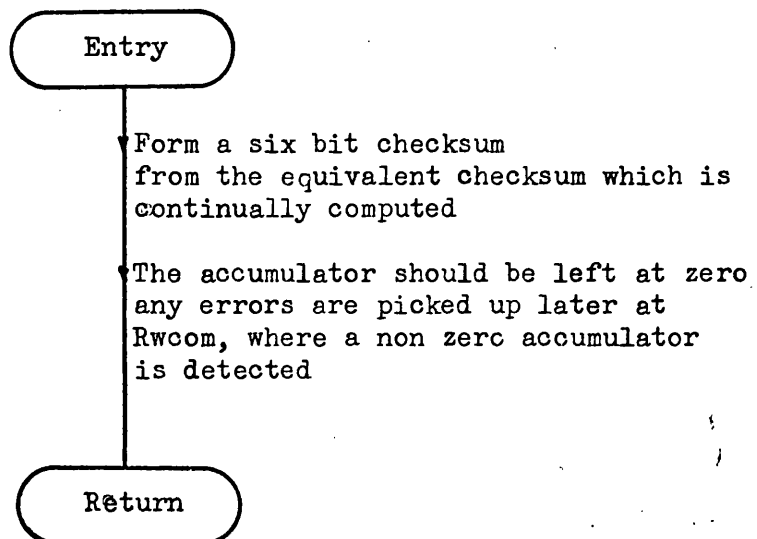 Entry
Form a six bit checksum
from the equivalent checksum which is
continually computed
The accumulator should be left at zero
any errors are picked up later at
Rwcom, where a non zero accumulator
is detected
Return